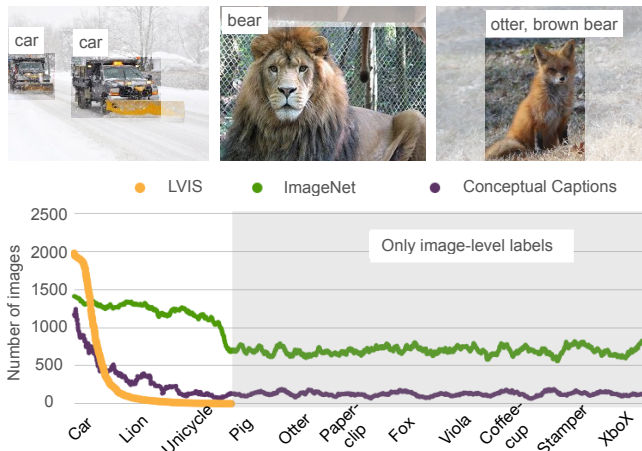 car
car
bear
otter, brown bear
LVIS
ImageNet
Conceptual Captions
Number of images
2500
2000
1500
1000
500
0
Only image-level labels
Car
Lion
Unicycle
Pig
Otter
Paper-
clip
Fox
Viola
Coffee-
cup
Stamper
XboX